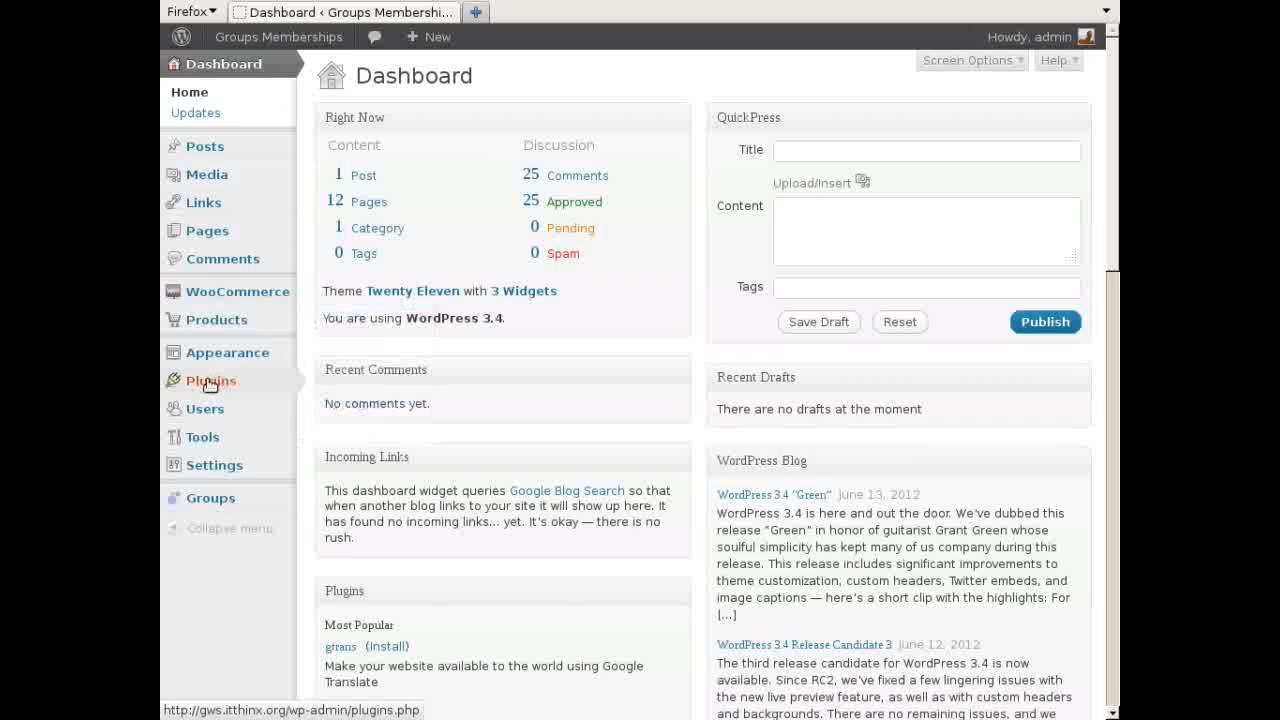 Firefox
Dashboard ‹ Groups Membershi...
Groups Memberships
New
Howdy, admin
Dashboard
Home
Updates
Posts
Media
Links
Pages
Comments
WooCommerce
Products
Appearance
Plugins
Users
Tools
Settings
Groups
Collapse menu
Screen Options
Help
Dashboard
Right Now
Content
Discussion
1 Post
25 Comments
12 Pages
25 Approved
1 Category
0 Pending
0 Tags
0 Spam
Theme Twenty Eleven with 3 Widgets
You are using WordPress 3.4.
Recent Comments
No comments yet.
Incoming Links
This dashboard widget queries Google Blog Search so that
when another blog links to your site it will show up here. It
has found no incoming links... yet. It's okay — there is no
rush.
Plugins
Most Popular
gtrans (Install)
Make your website available to the world using Google
Translate
QuickPress
Title
Upload/Insert
Content
Tags
Save Draft
Reset
Publish
Recent Drafts
There are no drafts at the moment
WordPress Blog
WordPress 3.4 "Green" June 13, 2012
WordPress 3.4 is here and out the door. We've dubbed this
release "Green" in honor of guitarist Grant Green whose
soulful simplicity has kept many of us company during this
release. This release includes significant improvements to
theme customization, custom headers, Twitter embeds, and
image captions — here's a short clip with the highlights: For
[...]
WordPress 3.4 Release Candidate 3 June 12, 2012
The third release candidate for WordPress 3.4 is now
available. Since RC2, we've fixed a few lingering issues with
the new live preview feature, as well as with custom headers
and backgrounds. There are no remaining issues, and we
http://gws.itthinx.org/wp-admin/plugins.php